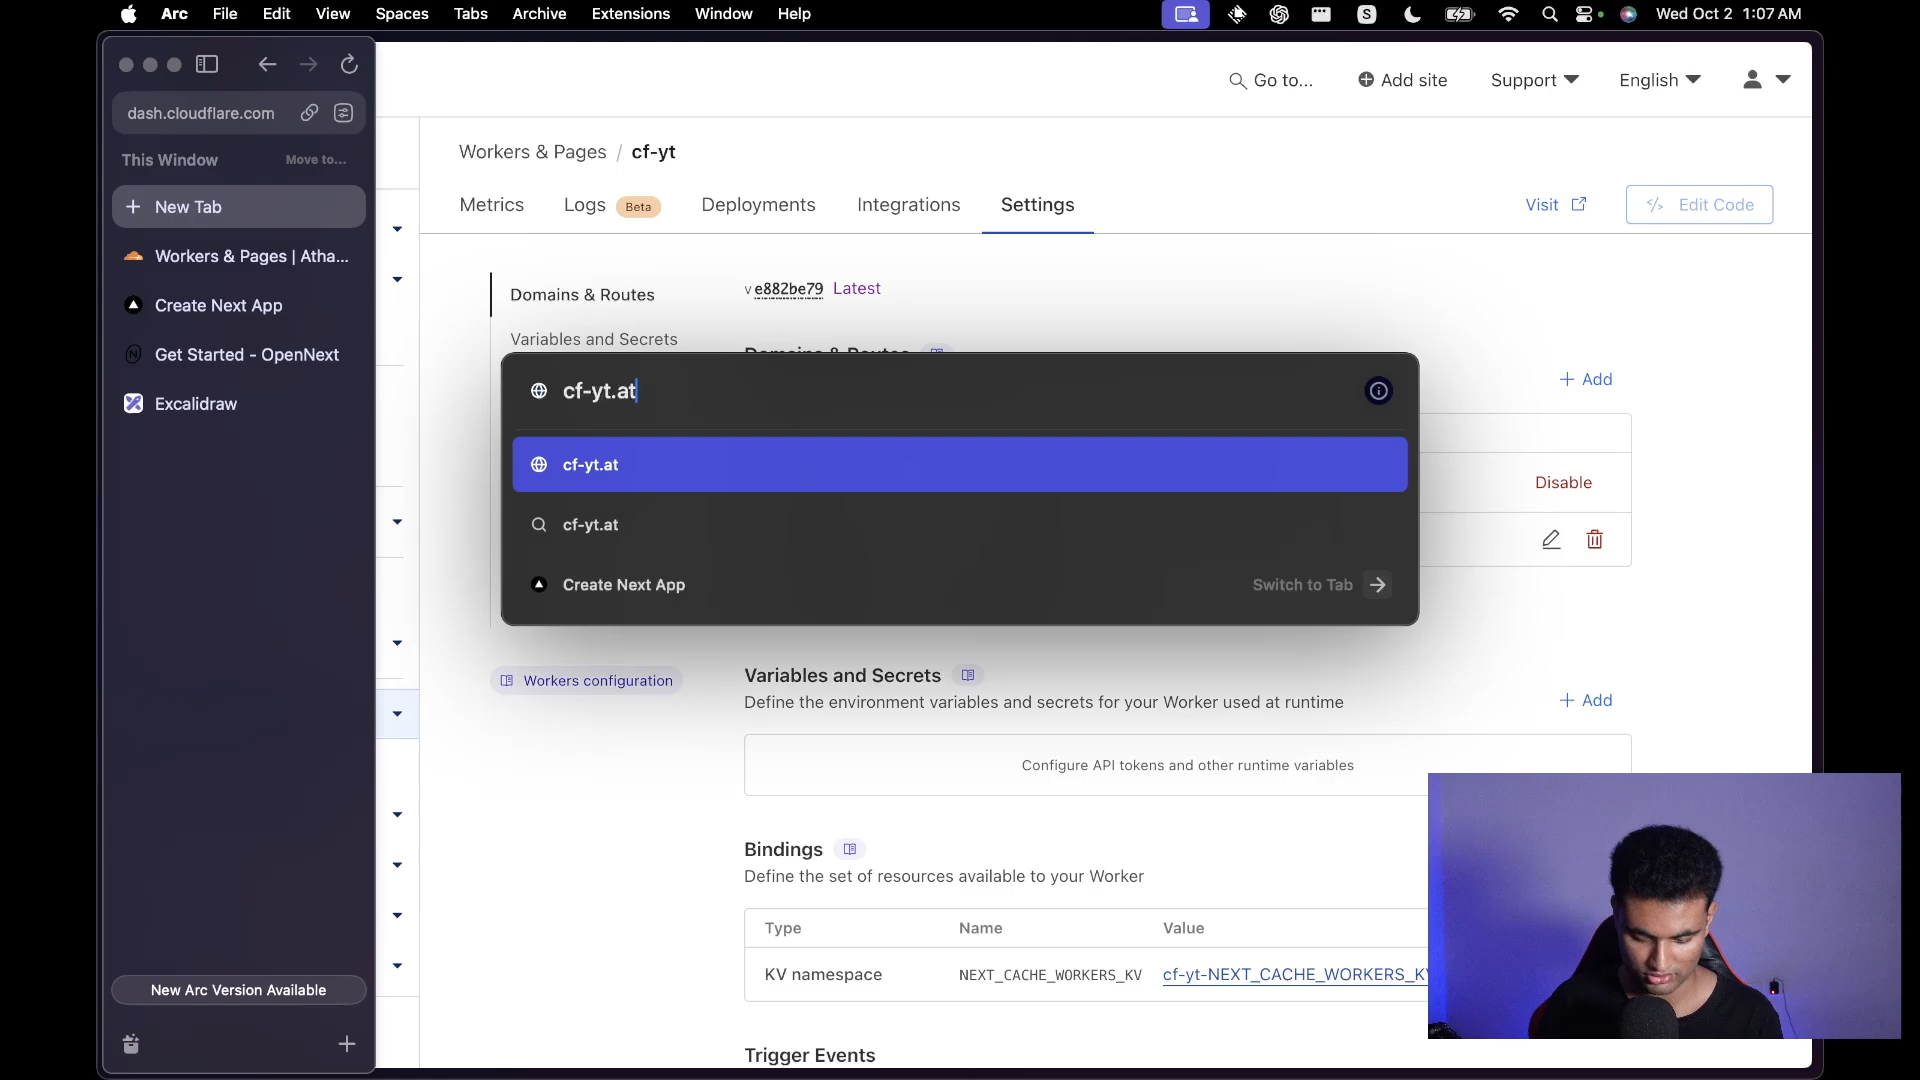 Arc File Edit View Spaces Tabs Archive Extensions Window Help
S
Wed Oct 2 1:07 AM
dash.cloudflare.com
This Window Move to...
New Tab
Workers & Pages | Atha...
Create Next App
Get Started - OpenNext
Excalidraw
New Arc Version Available
Go to... Add site Support English
Workers & Pages / cf-yt
Metrics Logs Beta Deployments Integrations Settings
Visit Edit Code
Domains & Routes
Variables and Secrets
Workers configuration
v e882be79 Latest
Domains & Routes
+ Add
cf-yt.at
cf-yt.at
cf-yt.at
Create Next App Switch to Tab
Disable
Variables and Secrets
Define the environment variables and secrets for your Worker used at runtime
+ Add
Configure API tokens and other runtime variables
Bindings
Define the set of resources available to your Worker
Type Name Value
KV namespace NEXT_CACHE_WORKERS_KV cf-yt-NEXT_CACHE_WORKERS_KV
Trigger Events